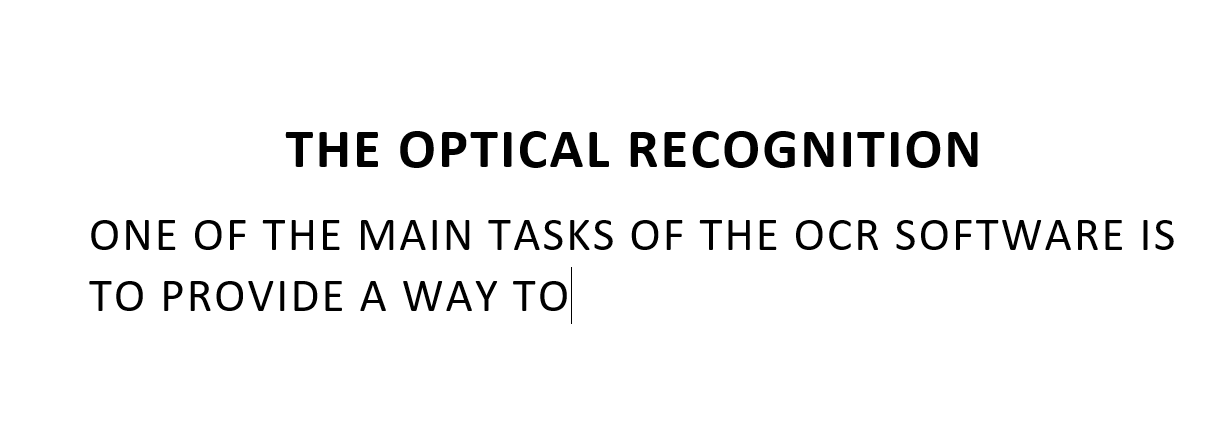 THE OPTICAL RECOGNITION
ONE OF THE MAIN TASKS OF THE OCR SOFTWARE IS
TO PROVIDE A WAY TO